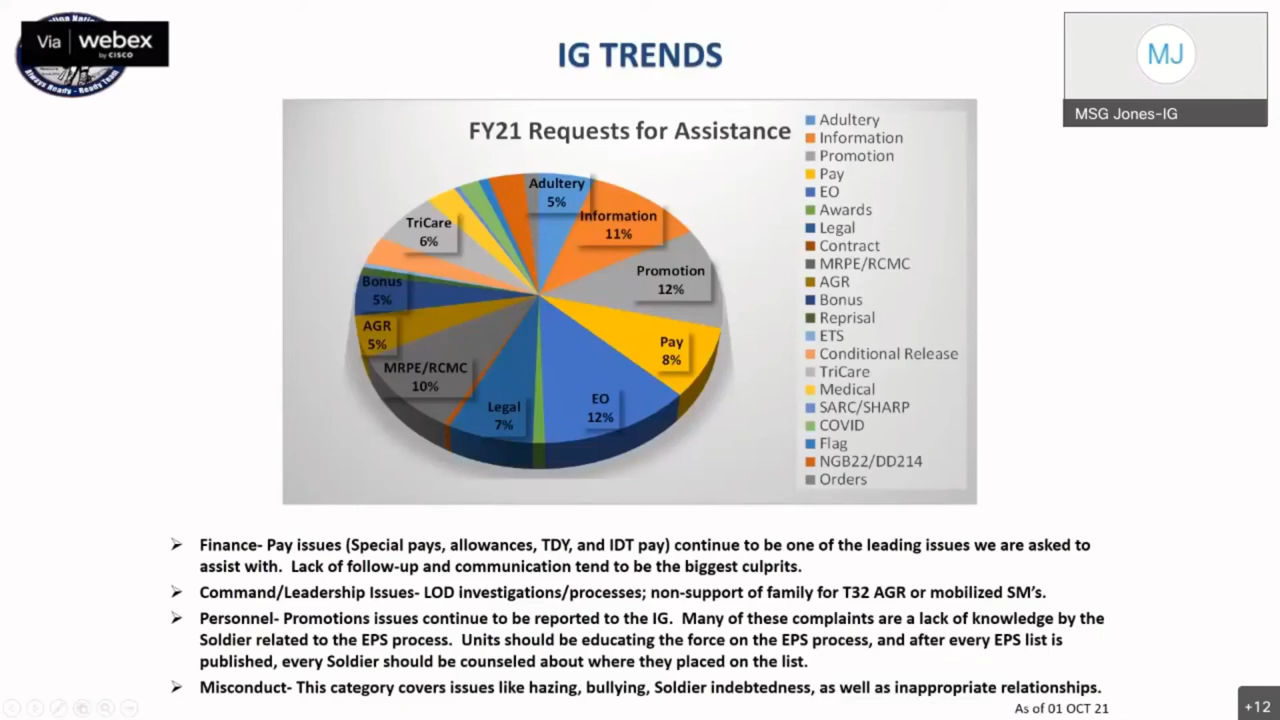 Via webex
by CISCO
Always Ready - Ready Team
IG TRENDS
MJ
MSG Jones-IG
FY21 Requests for Assistance
Adultery
5%
Information
11%
Promotion
12%
Pay
8%
EO
12%
Legal
7%
MRPE/RCMC
10%
AGR
5%
Bonus
5%
TriCare
6%
Adultery
Information
Promotion
Pay
EO
Awards
Legal
Contract
MRPE/RCMC
AGR
Bonus
Reprisal
ETS
Conditional Release
TriCare
Medical
SARC/SHARP
COVID
Flag
NGB22/DD214
Orders
➢ Finance- Pay issues (Special pays, allowances, TDY, and IDT pay) continue to be one of the leading issues we are asked to
assist with. Lack of follow-up and communication tend to be the biggest culprits.
➢ Command/Leadership Issues- LOD investigations/processes; non-support of family for T32 AGR or mobilized SM's.
➢ Personnel- Promotions issues continue to be reported to the IG. Many of these complaints are a lack of knowledge by the
Soldier related to the EPS process. Units should be educating the force on the EPS process, and after every EPS list is
published, every Soldier should be counseled about where they placed on the list.
➢ Misconduct- This category covers issues like hazing, bullying, Soldier indebtedness, as well as inappropriate relationships.
As of 01 OCT 21
+12